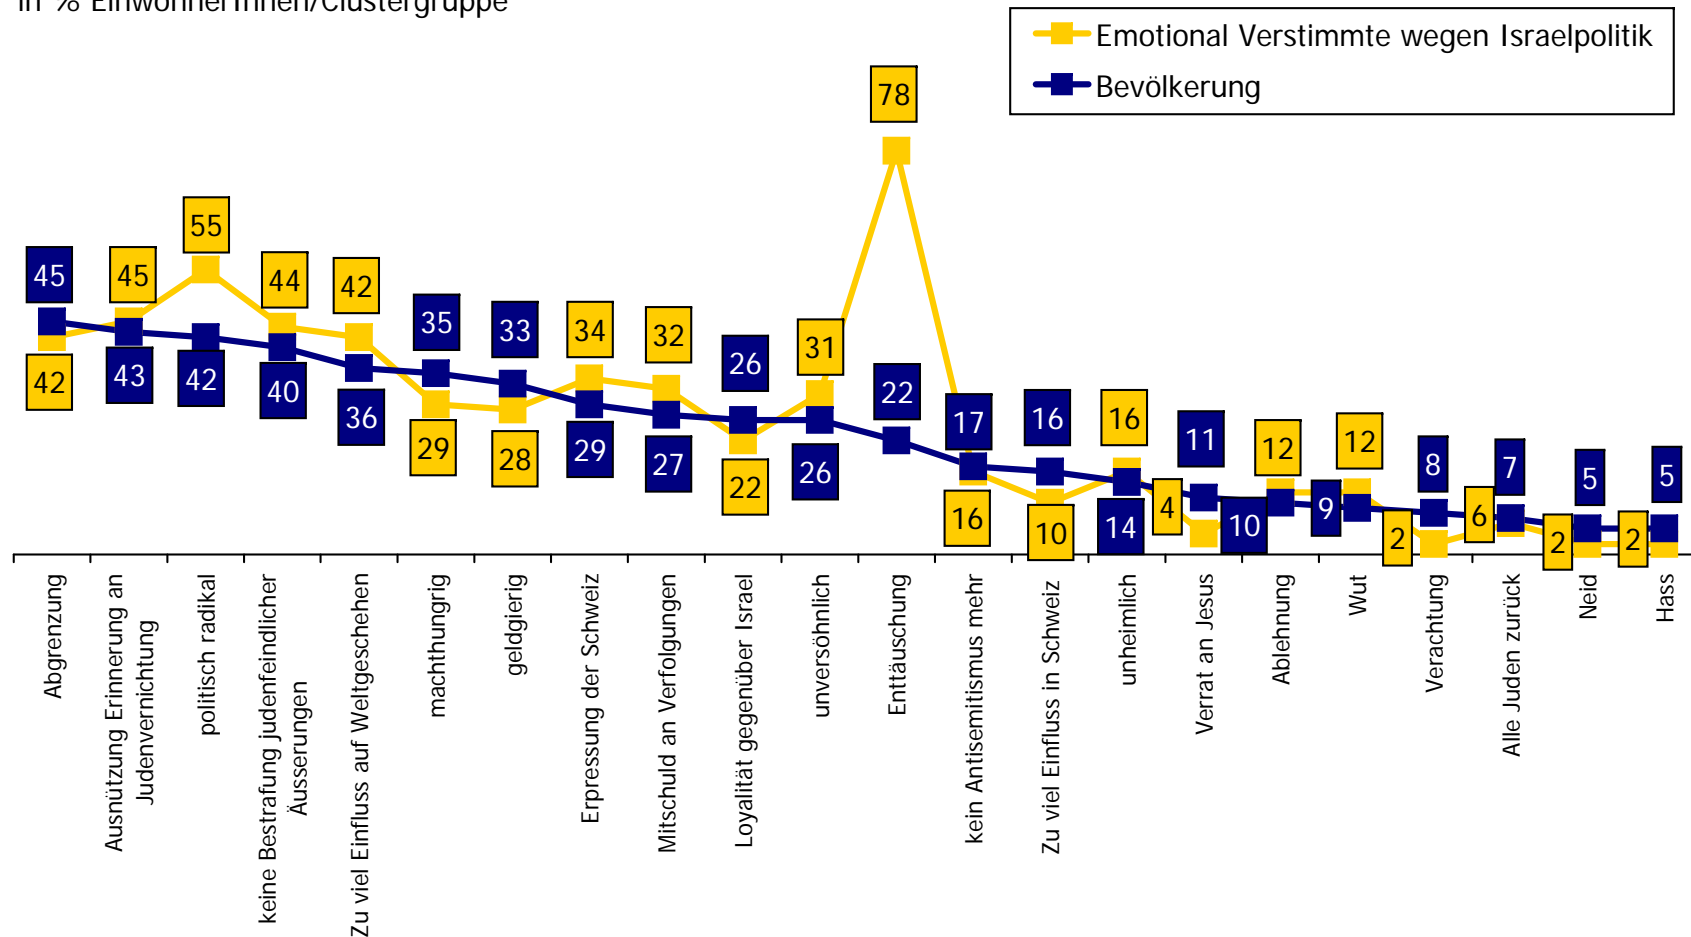 in % EinwohnerInnen/Clustergruppe
Emotional Verstimmte wegen Israelpolitik
Bevölkerung
78
55
45
45
44
42
35
33
34
32
26
31
22
17
16
16
11
12
12
8
7
5
5
42
43
42
40
36
29
28
29
27
22
26
16
10
14
4
10
9
2
6
2
2
Abgrenzung
Ausnützung Erinnerung an
Judenvernichtung
politisch radikal
keine Bestrafung judenfeindlicher
Äusserungen
Zu viel Einfluss auf Weltgeschehen
machthungrig
geldgierig
Erpressung der Schweiz
Mitschuld an Verfolgungen
Loyalität gegenüber Israel
unversöhnlich
Enttäuschung
kein Antisemitismus mehr
Zu viel Einfluss in Schweiz
unheimlich
Verrat an Jesus
Ablehnung
Wut
Verachtung
Alle Juden zurück
Neid
Hass